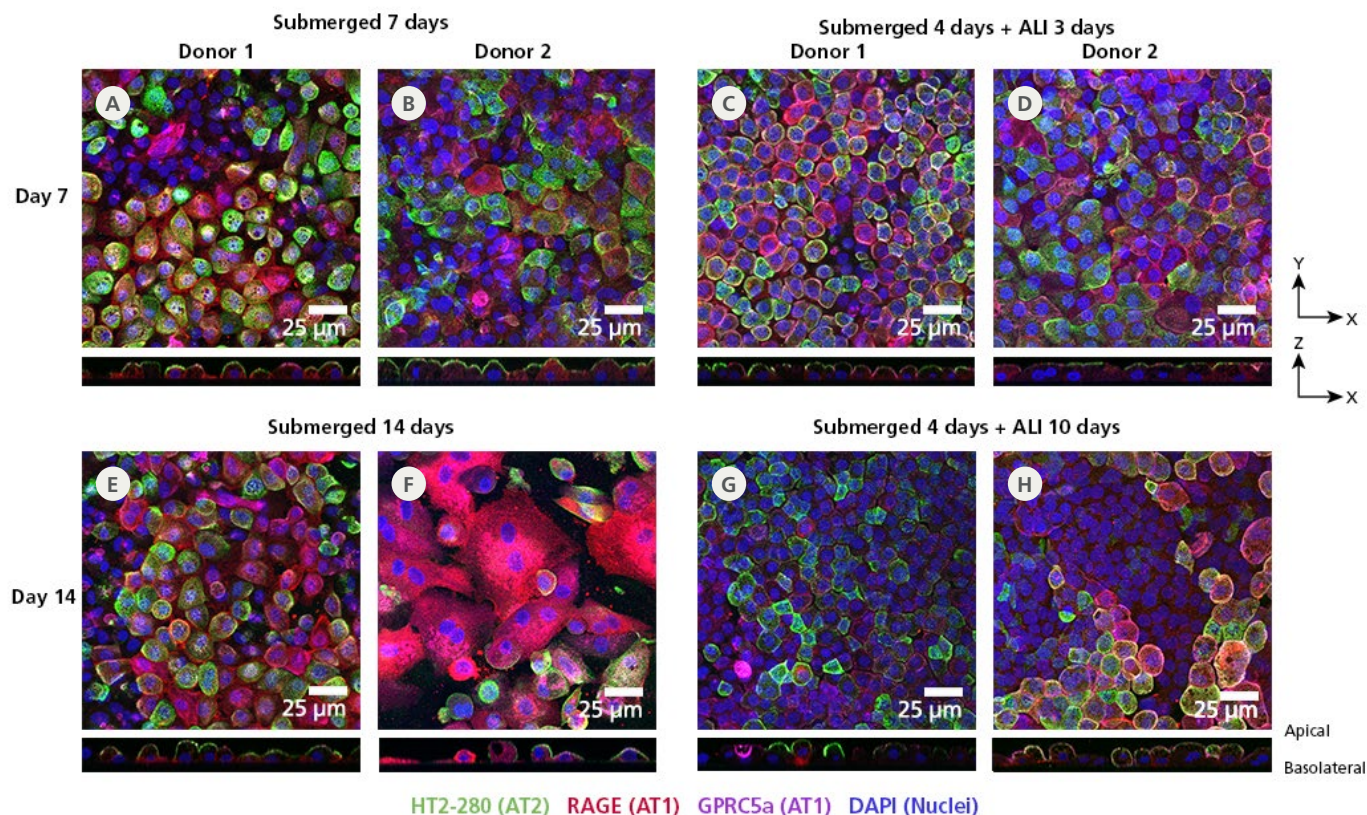 Submerged 7 days
Submerged 4 days + ALI 3 days
Donor 1
Donor 2
Donor 1
Donor 2
Day 7
A
B
C
D
25 µm
25 µm
25 µm
25 µm
Y
X
Z
X
Submerged 14 days
Submerged 4 days + ALI 10 days
Day 14
E
F
G
H
25 µm
25 µm
25 µm
25 µm
Apical
Basolateral
HT2-280 (AT2) RAGE (AT1) GPRC5a (AT1) DAPI (Nuclei)